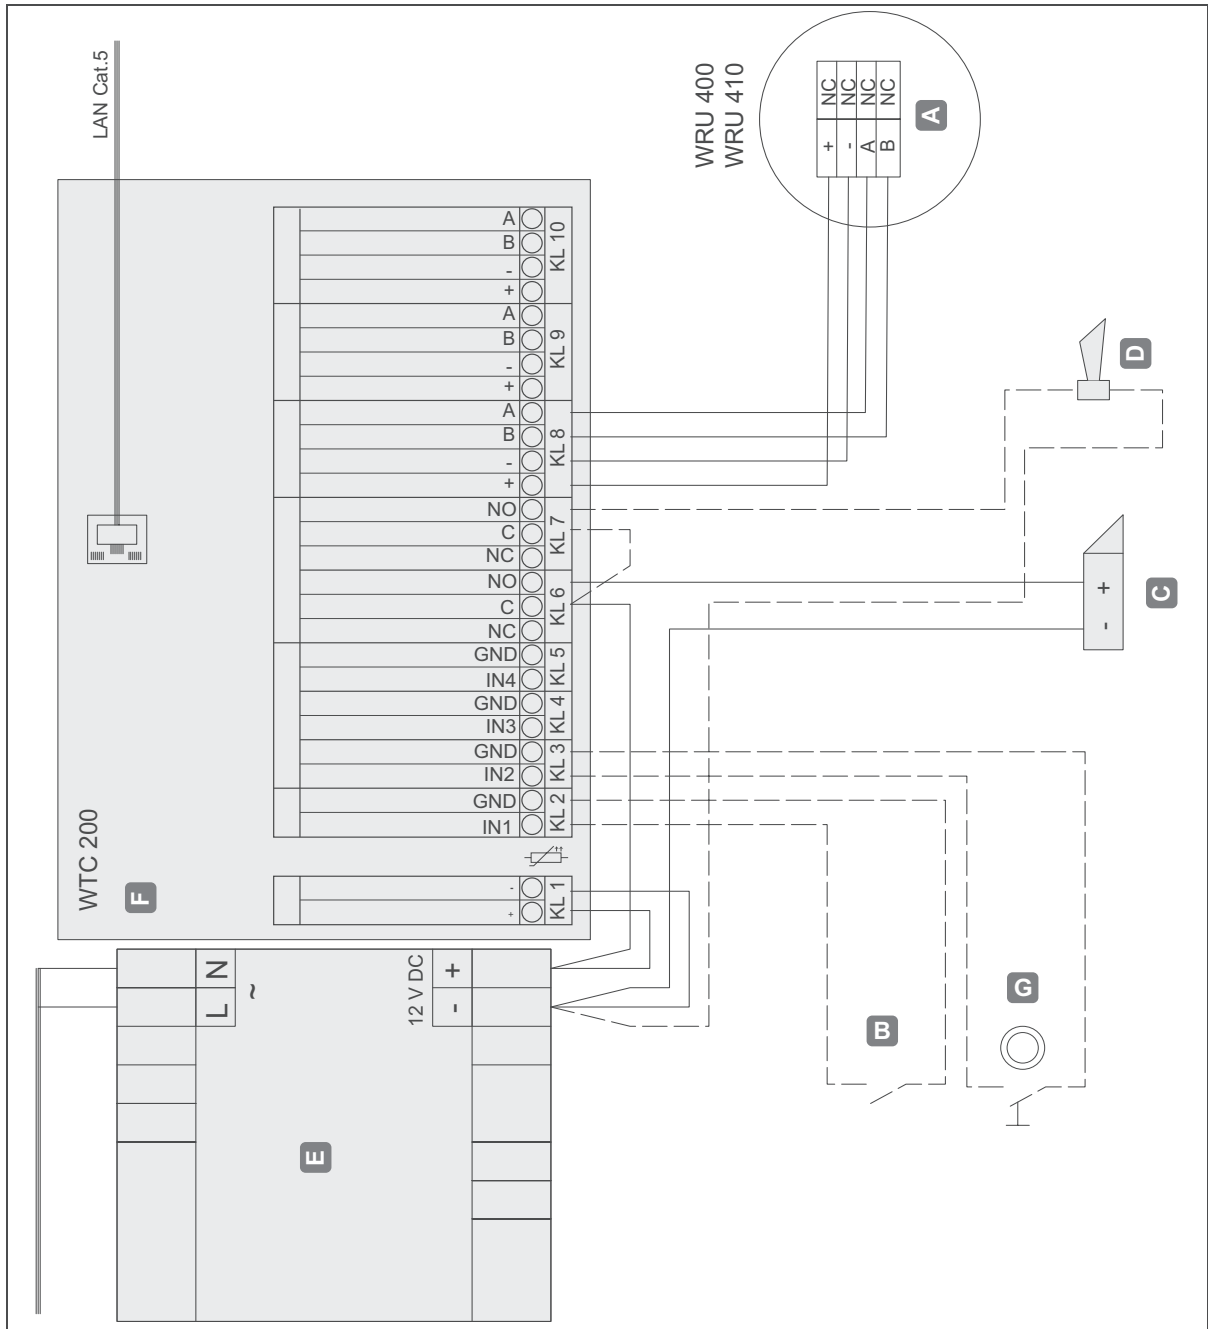 LAN Cat.5
WRU 400
WRU 410
+ NC
- NC
A NC
B NC
A
A
B
-
+
KL 10
A
B
-
+
KL 9
A
B
-
+
KL 8
NO
C
NC
KL 7
NO
C
NC
KL 6
GND
IN4
KL 5
GND
IN3
KL 4
GND
IN2
KL 3
GND
IN1
KL 2
-
+
KL 1
D
+
-
C
WTC 200
F
L N
~
12 V DC
- +
E
B
G